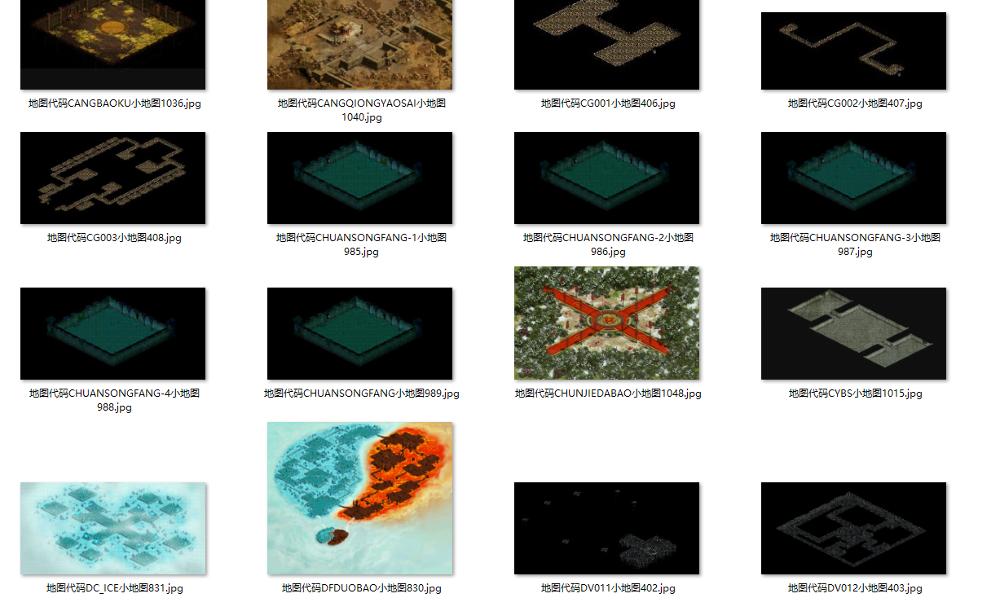 地图代码CANGBAOKU小地图1036.jpg
地图代码CANGQIONGYAOSAI小地图
1040.jpg
地图代码CG001小地图406.jpg
地图代码CG002小地图407.jpg
地图代码CG003小地图408.jpg
地图代码CHUANSONGFANG-1小地图
985.jpg
地图代码CHUANSONGFANG-2小地图
986.jpg
地图代码CHUANSONGFANG-3小地图
987.jpg
地图代码CHUANSONGFANG-4小地图
988.jpg
地图代码CHUANSONGFANG小地图989.jpg
地图代码CHUNJIEDABAO小地图1048.jpg
地图代码CYBS小地图1015.jpg
地图代码DC_ICE小地图831.jpg
地图代码DFDUOBAO小地图830.jpg
地图代码DV011小地图402.jpg
地图代码DV012小地图403.jpg